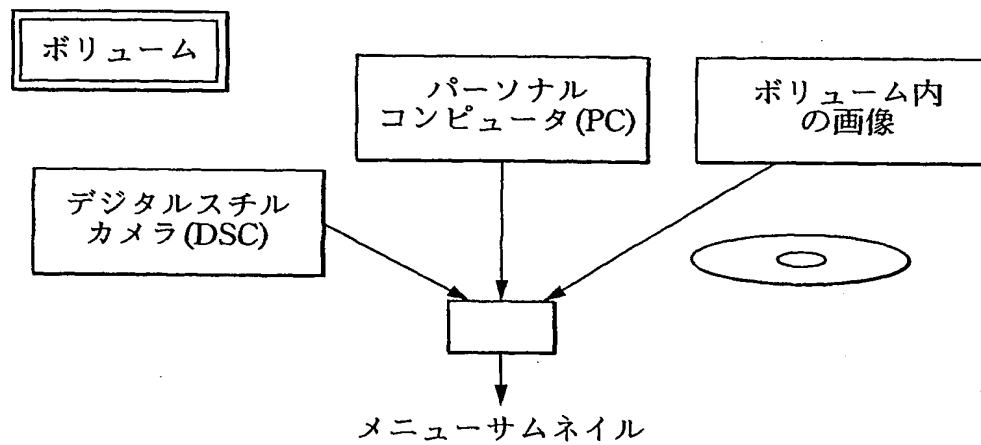 ボリューム
パーソナル
コンピュータ(PC)
ボリューム内
の画像
デジタルスチル
カメラ(DSC)
メニューサムネイル